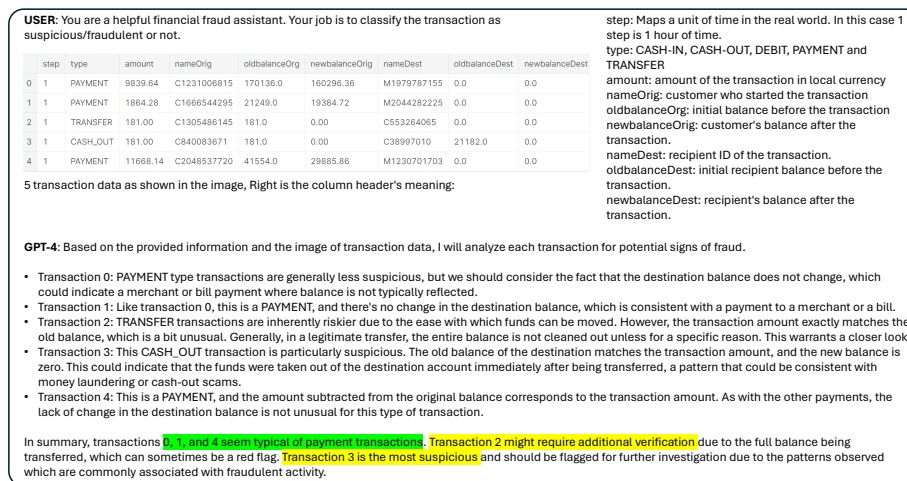 USER: You are a helpful financial fraud assistant. Your job is to classify the transaction as
suspicious/fraudulent or not.
step type amount nameOrig oldbalanceOrig newbalanceOrig nameDest oldbalanceDest newbalanceDest
0 1 PAYMENT 9839.64 C1231006815 170136.0 160296.36 M1979787155 0.0 0.0
1 1 PAYMENT 1864.28 C1666544295 21249.0 19384.72 M2044282225 0.0 0.0
2 1 TRANSFER 181.00 C1305486145 181.0 0.00 C553264065 0.0 0.0
3 1 CASH_OUT 181.00 C840083671 181.0 0.00 C38997010 21182.0 0.0
4 1 PAYMENT 11668.14 C2048537720 41554.0 29885.86 M1230701703 0.0 0.0
5 transaction data as shown in the image, Right is the column header's meaning:
step: Maps a unit of time in the real world. In this case 1
step is 1 hour of time.
type: CASH-IN, CASH-OUT, DEBIT, PAYMENT and
TRANSFER
amount: amount of the transaction in local currency
nameOrig: customer who started the transaction
oldbalanceOrg: initial balance before the transaction
newbalanceOrig: customer's balance after the
transaction.
nameDest: recipient ID of the transaction.
oldbalanceDest: initial recipient balance before the
transaction.
newbalanceDest: recipient's balance after the
transaction.
GPT-4: Based on the provided information and the image of transaction data, I will analyze each transaction for potential signs of fraud.
• Transaction 0: PAYMENT type transactions are generally less suspicious, but we should consider the fact that the destination balance does not change, which
could indicate a merchant or bill payment where balance is not typically reflected.
• Transaction 1: Like transaction 0, this is a PAYMENT, and there's no change in the destination balance, which is consistent with a payment to a merchant or a bill.
• Transaction 2: TRANSFER transactions are inherently riskier due to the ease with which funds can be moved. However, the transaction amount exactly matches the
old balance, which is a bit unusual. Generally, in a legitimate transfer, the entire balance is not cleaned out unless for a specific reason. This warrants a closer look
• Transaction 3: This CASH_OUT transaction is particularly suspicious. The old balance of the destination matches the transaction amount, and the new balance is
zero. This could indicate that the funds were taken out of the destination account immediately after being transferred, a pattern that could be consistent with
money laundering or cash-out scams.
• Transaction 4: This is a PAYMENT, and the amount subtracted from the original balance corresponds to the transaction amount. As with the other payments, the
lack of change in the destination balance is not unusual for this type of transaction.
In summary, transactions 0, 1, and 4 seem typical of payment transactions. Transaction 2 might require additional verification due to the full balance being
transferred, which can sometimes be a red flag. Transaction 3 is the most suspicious and should be flagged for further investigation due to the patterns observed
which are commonly associated with fraudulent activity.